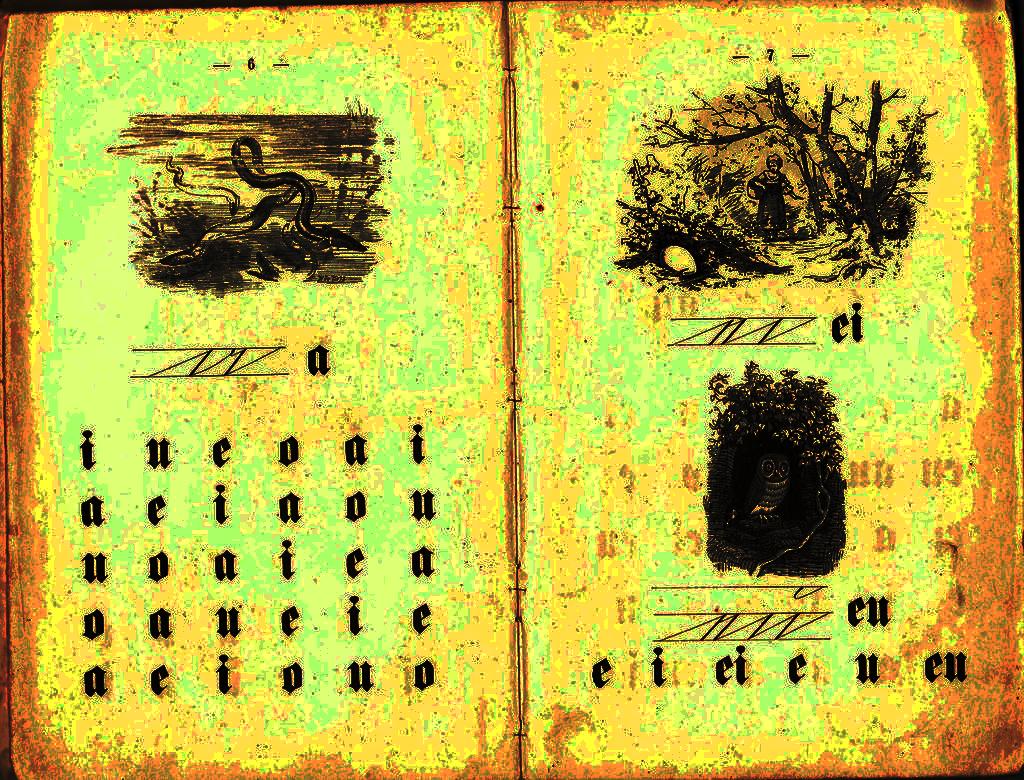 — 6 —
a
i u e o a i
a e i a o u
u o a i e a
o a u e i e
a e i o u o
— 7 —
ei
eu
e i ei e u eu